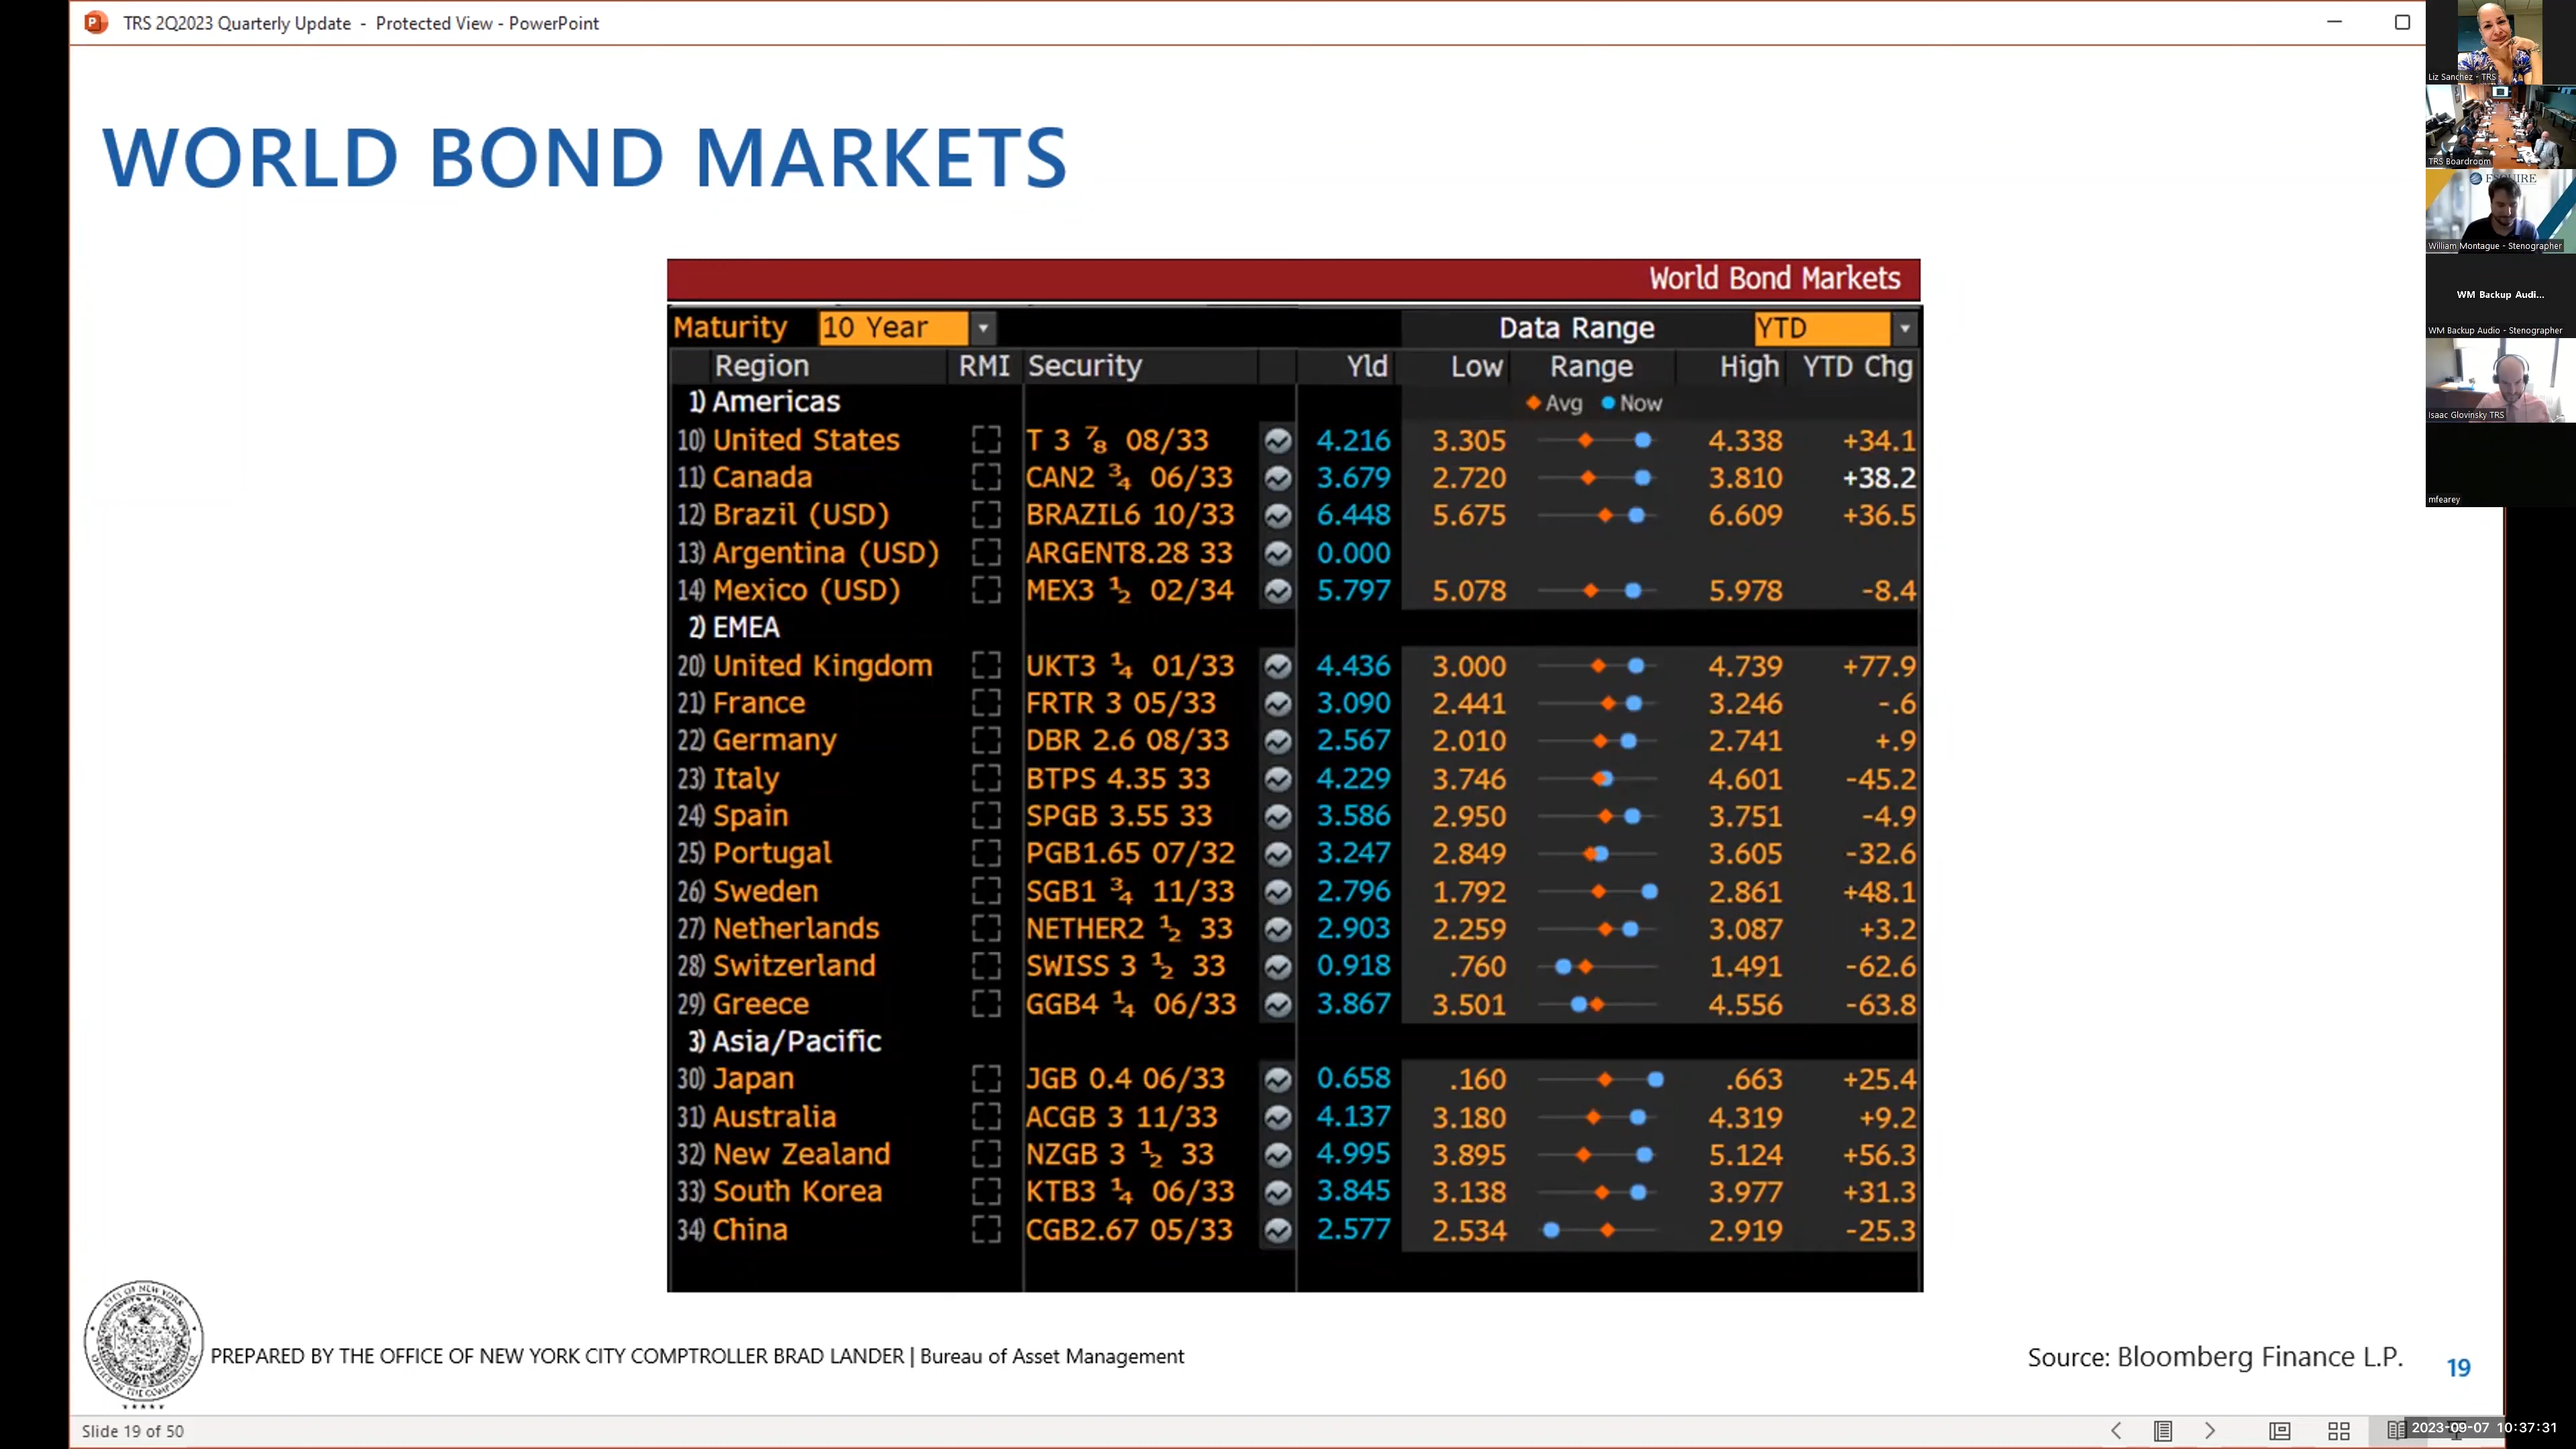 TRS 2Q2023 Quarterly Update - Protected View - PowerPoint
WORLD BOND MARKETS
World Bond Markets
Maturity 10 Year Data Range YTD
Region RMI Security Yld Low Range High YTD Chg
1) Americas Avg Now
10) United States T 3 ⅞ 08/33 4.216 3.305 4.338 +34.1
11) Canada CAN2 ¾ 06/33 3.679 2.720 3.810 +38.2
12) Brazil (USD) BRAZIL6 10/33 6.448 5.675 6.609 +36.5
13) Argentina (USD) ARGENT8.28 33 0.000
14) Mexico (USD) MEX3 ½ 02/34 5.797 5.078 5.978 -8.4
2) EMEA
20) United Kingdom UKT3 ¼ 01/33 4.436 3.000 4.739 +77.9
21) France FRTR 3 05/33 3.090 2.441 3.246 -.6
22) Germany DBR 2.6 08/33 2.567 2.010 2.741 +.9
23) Italy BTPS 4.35 33 4.229 3.746 4.601 -45.2
24) Spain SPGB 3.55 33 3.586 2.950 3.751 -4.9
25) Portugal PGB1.65 07/32 3.247 2.849 3.605 -32.6
26) Sweden SGB1 ¾ 11/33 2.796 1.792 2.861 +48.1
27) Netherlands NETHER2 ½ 33 2.903 2.259 3.087 +3.2
28) Switzerland SWISS 3 ½ 33 0.918 .760 1.491 -62.6
29) Greece GGB4 ¼ 06/33 3.867 3.501 4.556 -63.8
3) Asia/Pacific
30) Japan JGB 0.4 06/33 0.658 .160 .663 +25.4
31) Australia ACGB 3 11/33 4.137 3.180 4.319 +9.2
32) New Zealand NZGB 3 ½ 33 4.995 3.895 5.124 +56.3
33) South Korea KTB3 ¼ 06/33 3.845 3.138 3.977 +31.3
34) China CGB2.67 05/33 2.577 2.534 2.919 -25.3
PREPARED BY THE OFFICE OF NEW YORK CITY COMPTROLLER BRAD LANDER | Bureau of Asset Management
Source: Bloomberg Finance L.P.
19
Slide 19 of 50
2023-09-07 10:37:31
Liz Sanchez - TRS
TRS Boardroom
William Montague - Stenographer
WM Backup Audi...
WM Backup Audio - Stenographer
Isaac Glovinsky TRS
mfearey